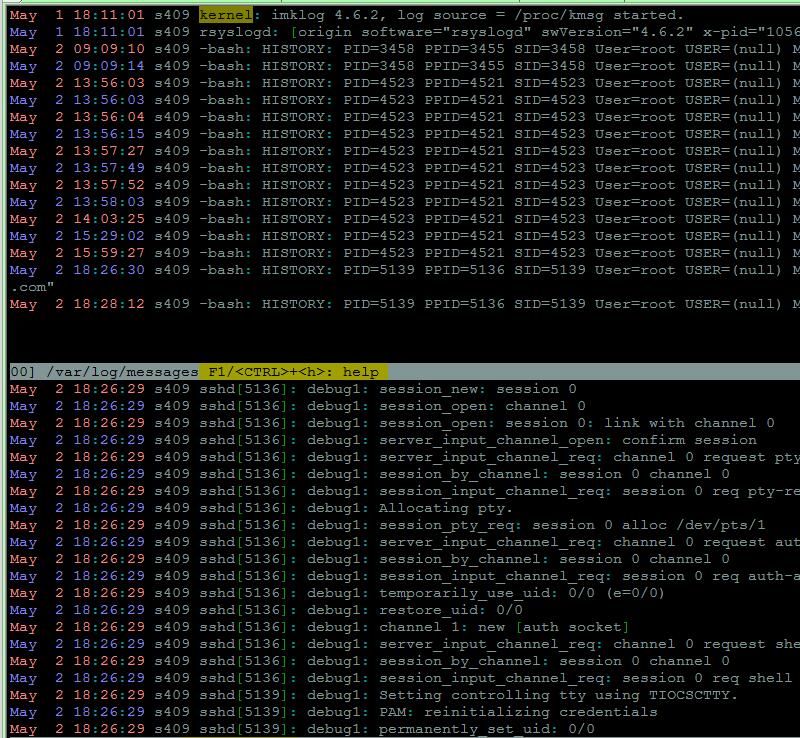 May  1 18:11:01 s409 kernel: imklog 4.6.2, log source = /proc/kmsg started.
May  1 18:11:01 s409 rsyslogd: [origin software="rsyslogd" swVersion="4.6.2" x-pid="1056
May  2 09:09:10 s409 -bash: HISTORY: PID=3458 PPID=3455 SID=3458 User=root USER=(null) M
May  2 09:09:14 s409 -bash: HISTORY: PID=3458 PPID=3455 SID=3458 User=root USER=(null) M
May  2 13:56:03 s409 -bash: HISTORY: PID=4523 PPID=4521 SID=4523 User=root USER=(null) M
May  2 13:56:03 s409 -bash: HISTORY: PID=4523 PPID=4521 SID=4523 User=root USER=(null) M
May  2 13:56:04 s409 -bash: HISTORY: PID=4523 PPID=4521 SID=4523 User=root USER=(null) M
May  2 13:56:15 s409 -bash: HISTORY: PID=4523 PPID=4521 SID=4523 User=root USER=(null) M
May  2 13:57:27 s409 -bash: HISTORY: PID=4523 PPID=4521 SID=4523 User=root USER=(null) M
May  2 13:57:49 s409 -bash: HISTORY: PID=4523 PPID=4521 SID=4523 User=root USER=(null) M
May  2 13:57:52 s409 -bash: HISTORY: PID=4523 PPID=4521 SID=4523 User=root USER=(null) M
May  2 13:58:03 s409 -bash: HISTORY: PID=4523 PPID=4521 SID=4523 User=root USER=(null) M
May  2 14:03:25 s409 -bash: HISTORY: PID=4523 PPID=4521 SID=4523 User=root USER=(null) M
May  2 15:29:02 s409 -bash: HISTORY: PID=4523 PPID=4521 SID=4523 User=root USER=(null) M
May  2 15:59:27 s409 -bash: HISTORY: PID=4523 PPID=4521 SID=4523 User=root USER=(null) M
May  2 18:26:30 s409 -bash: HISTORY: PID=5139 PPID=5136 SID=5139 User=root USER=(null) M
.com"
May  2 18:28:12 s409 -bash: HISTORY: PID=5139 PPID=5136 SID=5139 User=root USER=(null) M
00] /var/log/messages F1/<CTRL>+<h>: help
May  2 18:26:29 s409 sshd[5136]: debug1: session_new: session 0
May  2 18:26:29 s409 sshd[5136]: debug1: session_open: channel 0
May  2 18:26:29 s409 sshd[5136]: debug1: session_open: session 0: link with channel 0
May  2 18:26:29 s409 sshd[5136]: debug1: server_input_channel_open: confirm session
May  2 18:26:29 s409 sshd[5136]: debug1: server_input_channel_req: channel 0 request pty
May  2 18:26:29 s409 sshd[5136]: debug1: session_by_channel: session 0 channel 0
May  2 18:26:29 s409 sshd[5136]: debug1: session_input_channel_req: session 0 req pty-re
May  2 18:26:29 s409 sshd[5136]: debug1: Allocating pty.
May  2 18:26:29 s409 sshd[5136]: debug1: session_pty_req: session 0 alloc /dev/pts/1
May  2 18:26:29 s409 sshd[5136]: debug1: server_input_channel_req: channel 0 request aut
May  2 18:26:29 s409 sshd[5136]: debug1: session_by_channel: session 0 channel 0
May  2 18:26:29 s409 sshd[5136]: debug1: session_input_channel_req: session 0 req auth-a
May  2 18:26:29 s409 sshd[5136]: debug1: temporarily_use_uid: 0/0 (e=0/0)
May  2 18:26:29 s409 sshd[5136]: debug1: restore_uid: 0/0
May  2 18:26:29 s409 sshd[5136]: debug1: channel 1: new [auth socket]
May  2 18:26:29 s409 sshd[5136]: debug1: server_input_channel_req: channel 0 request she
May  2 18:26:29 s409 sshd[5136]: debug1: session_by_channel: session 0 channel 0
May  2 18:26:29 s409 sshd[5136]: debug1: session_input_channel_req: session 0 req shell
May  2 18:26:29 s409 sshd[5139]: debug1: Setting controlling tty using TIOCSCTTY.
May  2 18:26:29 s409 sshd[5139]: debug1: PAM: reinitializing credentials
May  2 18:26:29 s409 sshd[5139]: debug1: permanently_set_uid: 0/0